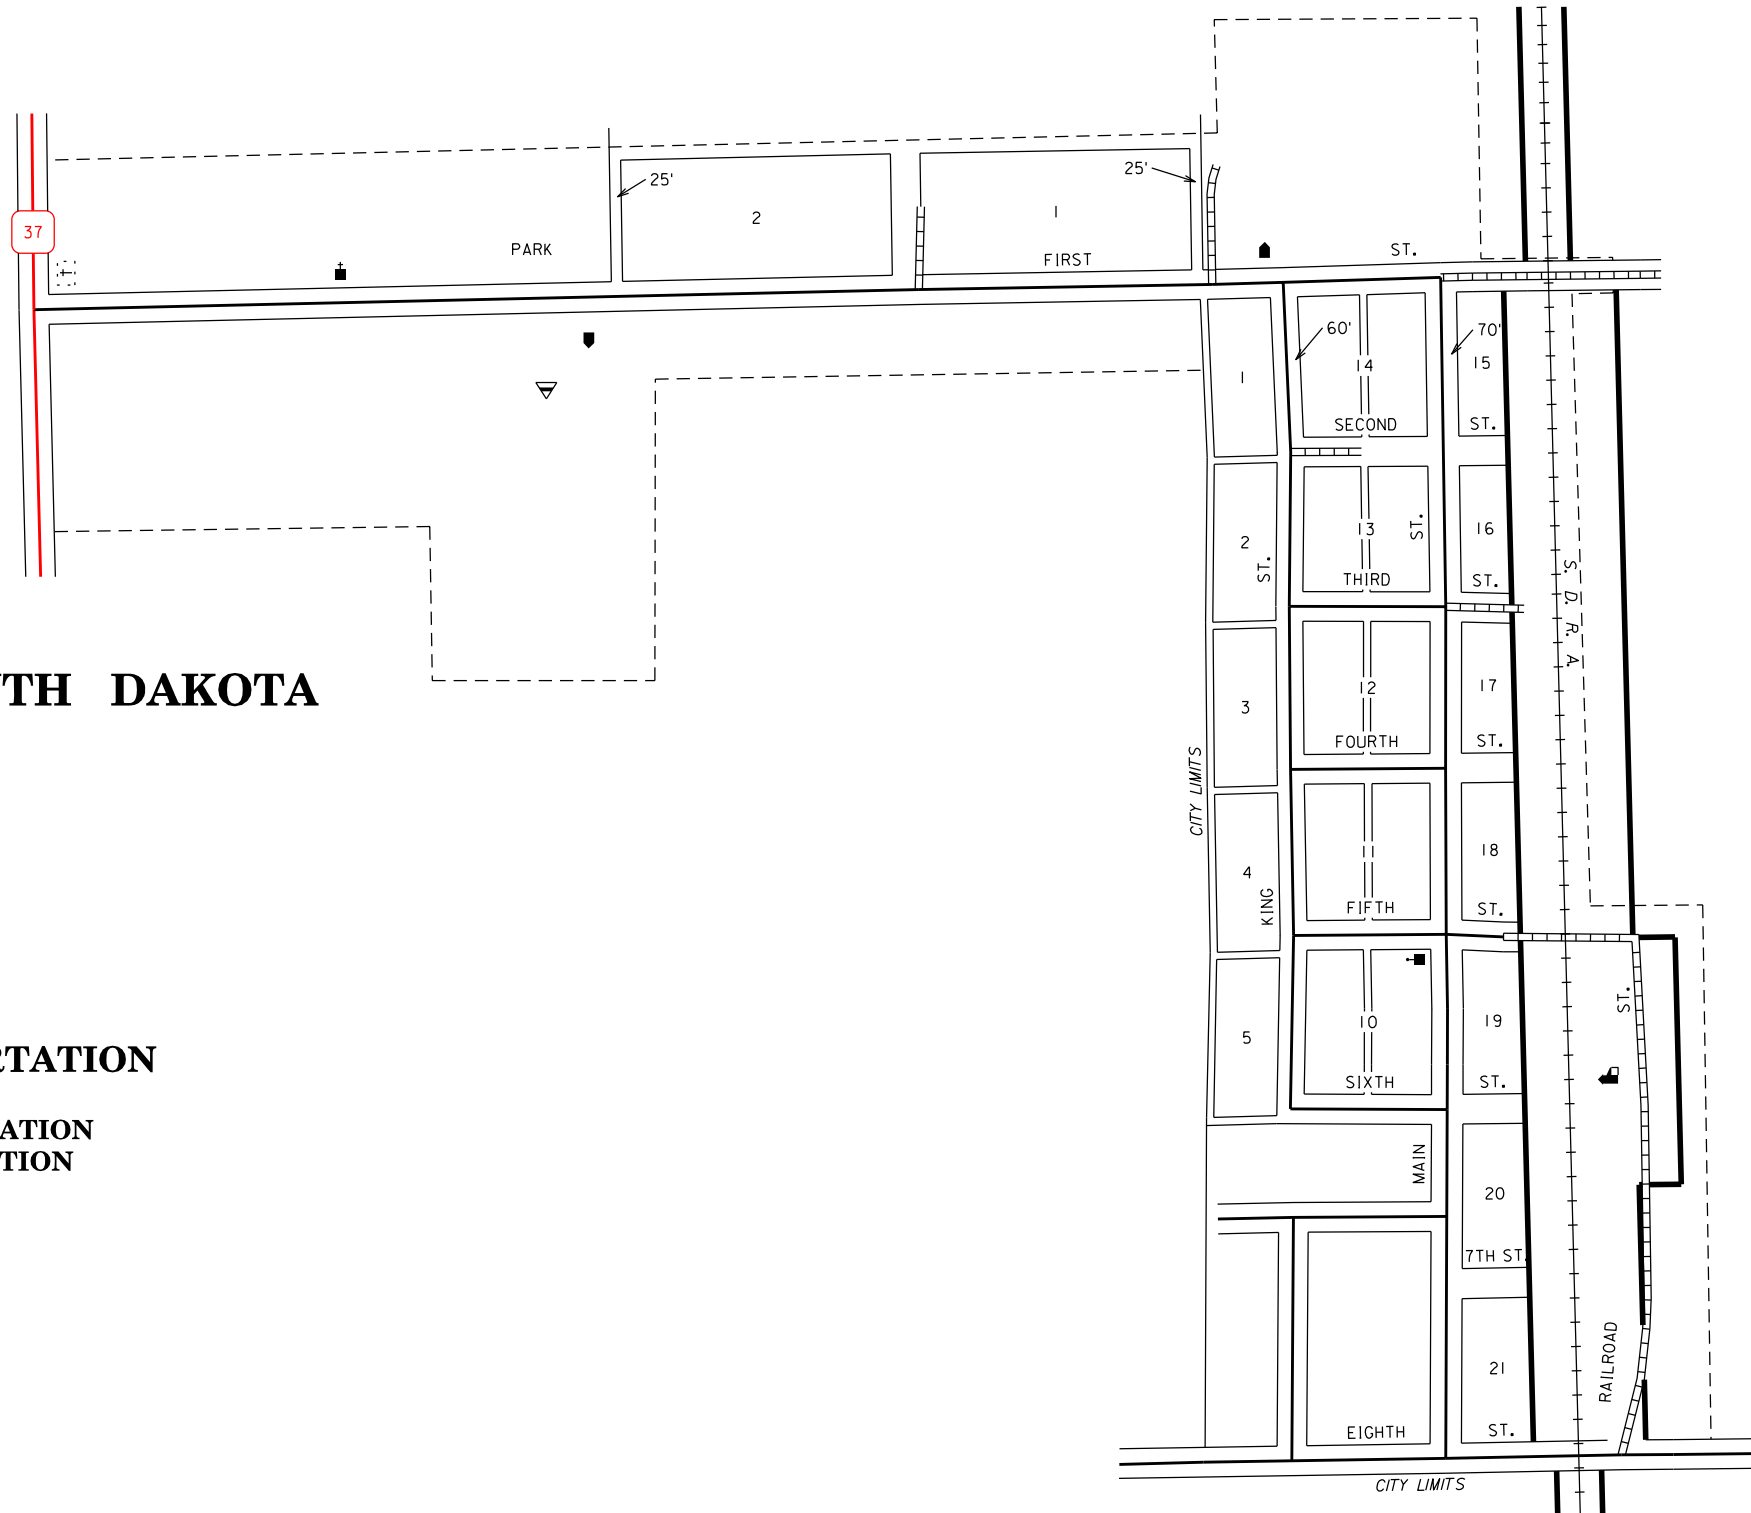 37
25'
2
PARK
25'
1
FIRST
ST.
60'
70'
1
14
15
SECOND
ST.
2
ST.
13
ST.
16
THIRD
ST.
S. D. R. A.
TH DAKOTA
3
12
17
FOURTH
ST.
CITY LIMITS
4
KING
11
18
FIFTH
ST.
5
10
19
ST.
SIXTH
ST.
RTATION
ATION
TION
MAIN
20
7TH ST.
RAILROAD
21
EIGHTH
ST.
CITY LIMITS